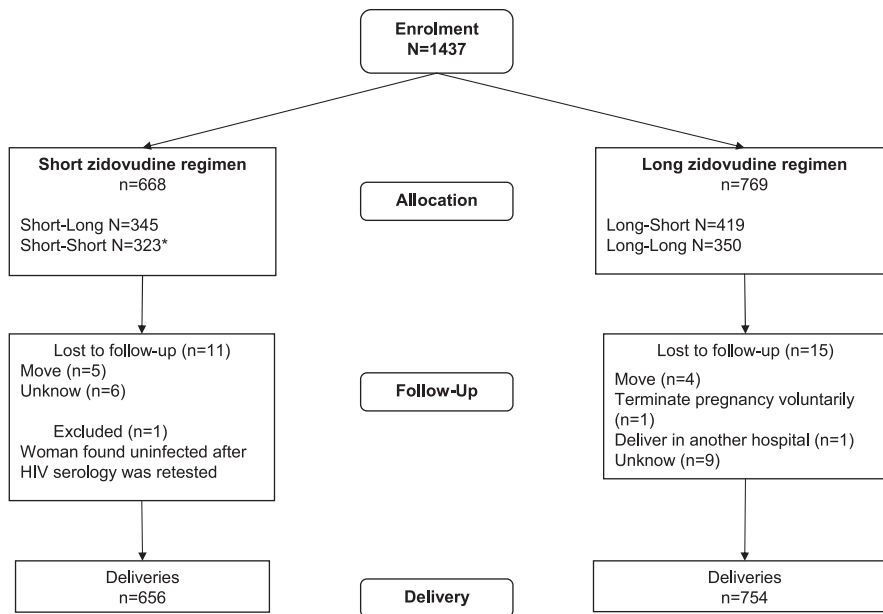 Enrolment
N=1437
Short zidovudine regimen
n=668
Short-Long N=345
Short-Short N=323*
Allocation
Long zidovudine regimen
n=769
Long-Short N=419
Long-Long N=350
Lost to follow-up (n=11)
Move (n=5)
Unknow (n=6)
Excluded (n=1)
Woman found uninfected after
HIV serology was retested
Follow-Up
Lost to follow-up (n=15)
Move (n=4)
Terminate pregnancy voluntarily
(n=1)
Deliver in another hospital (n=1)
Unknow (n=9)
Deliveries
n=656
Delivery
Deliveries
n=754